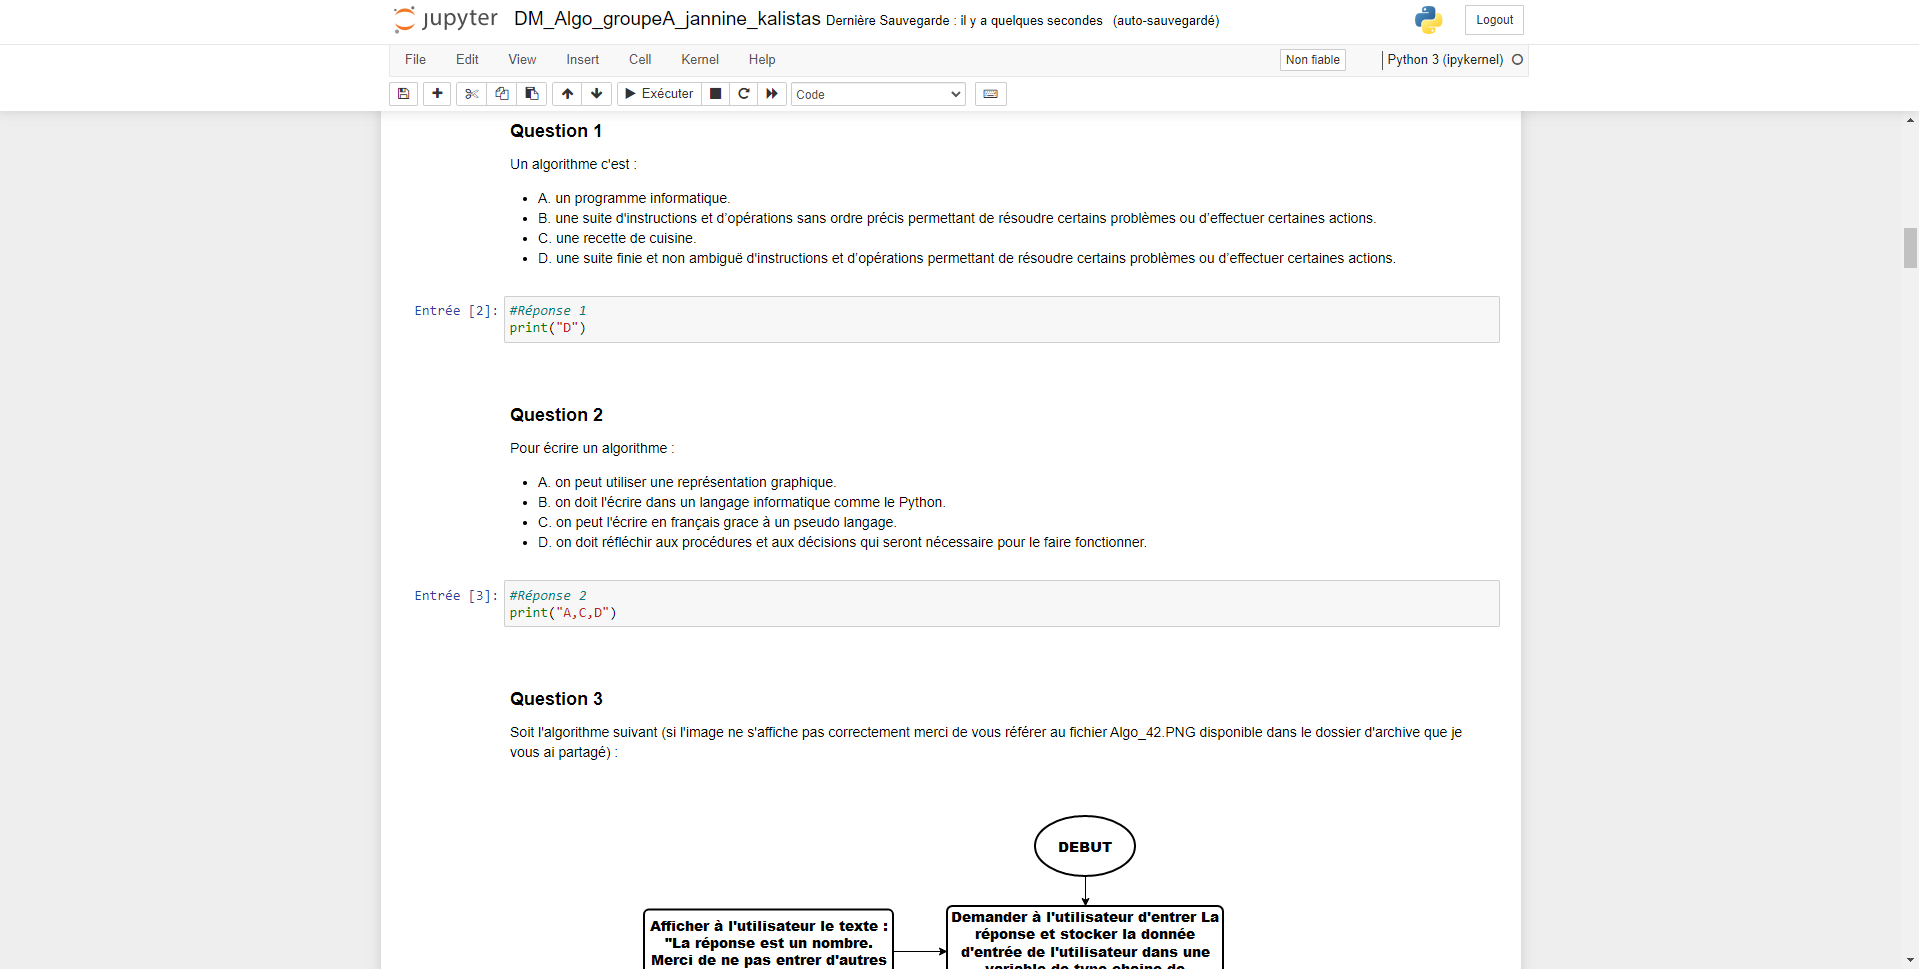 jupyter DM_Algo_groupeA_jannine_kalistas Dernière Sauvegarde : il y a quelques secondes (auto-sauvegardé) Logout
File Edit View Insert Cell Kernel Help Non fiable Python 3 (ipykernel)
Exécuter Code
Question 1
Un algorithme c'est :
A. un programme informatique.
B. une suite d'instructions et d’opérations sans ordre précis permettant de résoudre certains problèmes ou d’effectuer certaines actions.
C. une recette de cuisine.
D. une suite finie et non ambiguë d'instructions et d’opérations permettant de résoudre certains problèmes ou d’effectuer certaines actions.
Entrée [2]: #Réponse 1
print("D")
Question 2
Pour écrire un algorithme :
A. on peut utiliser une représentation graphique.
B. on doit l'écrire dans un langage informatique comme le Python.
C. on peut l'écrire en français grace à un pseudo langage.
D. on doit réfléchir aux procédures et aux décisions qui seront nécessaire pour le faire fonctionner.
Entrée [3]: #Réponse 2
print("A,C,D")
Question 3
Soit l'algorithme suivant (si l'image ne s'affiche pas correctement merci de vous référer au fichier Algo_42.PNG disponible dans le dossier d'archive que je
vous ai partagé) :
DEBUT
Afficher à l'utilisateur le texte :
"La réponse est un nombre.
Merci de ne pas entrer d'autres
Demander à l'utilisateur d'entrer La
réponse et stocker la donnée
d'entrée de l'utilisateur dans une
variable de type chaine de